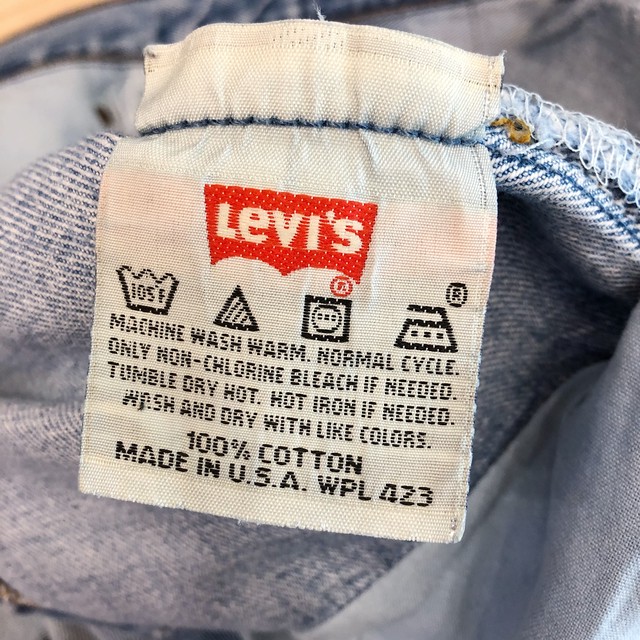 Levi's
®
105F
®
MACHINE WASH WARM. NORMAL CYCLE.
ONLY NON-CHLORINE BLEACH IF NEEDED.
TUMBLE DRY HOT. HOT IRON IF NEEDED.
WASH AND DRY WITH LIKE COLORS.
100% COTTON
MADE IN U.S.A. WPL 423